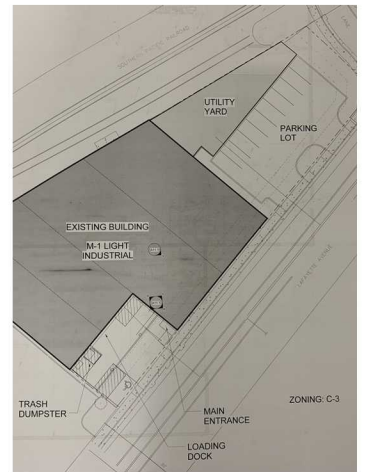 UTILITY
YARD
PARKING
LOT
EXISTING BUILDING
M-1 LIGHT
INDUSTRIAL
TRASH
DUMPSTER
MAIN
ENTRANCE
LOADING
DOCK
ZONING: C-3